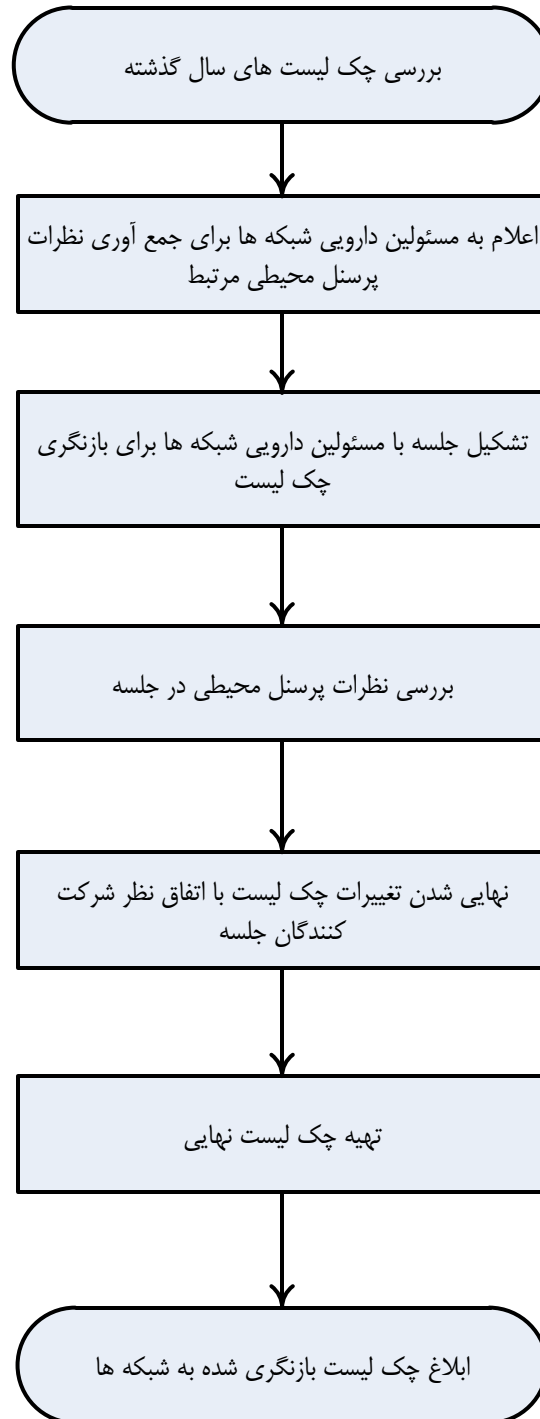 بررسی چک لیست های سال گذشته
اعلام به مسئولین دارویی شبکه ها برای جمع آوری نظرات
پرسنل محیطی مرتبط
تشکیل جلسه با مسئولین دارویی شبکه ها برای بازنگری
چک لیست
بررسی نظرات پرسنل محیطی در جلسه
نهایی شدن تغییرات چک لیست با اتفاق نظر شرکت
کنندگان جلسه
تهیه چک لیست نهایی
ابلاغ چک لیست بازنگری شده به شبکه ها